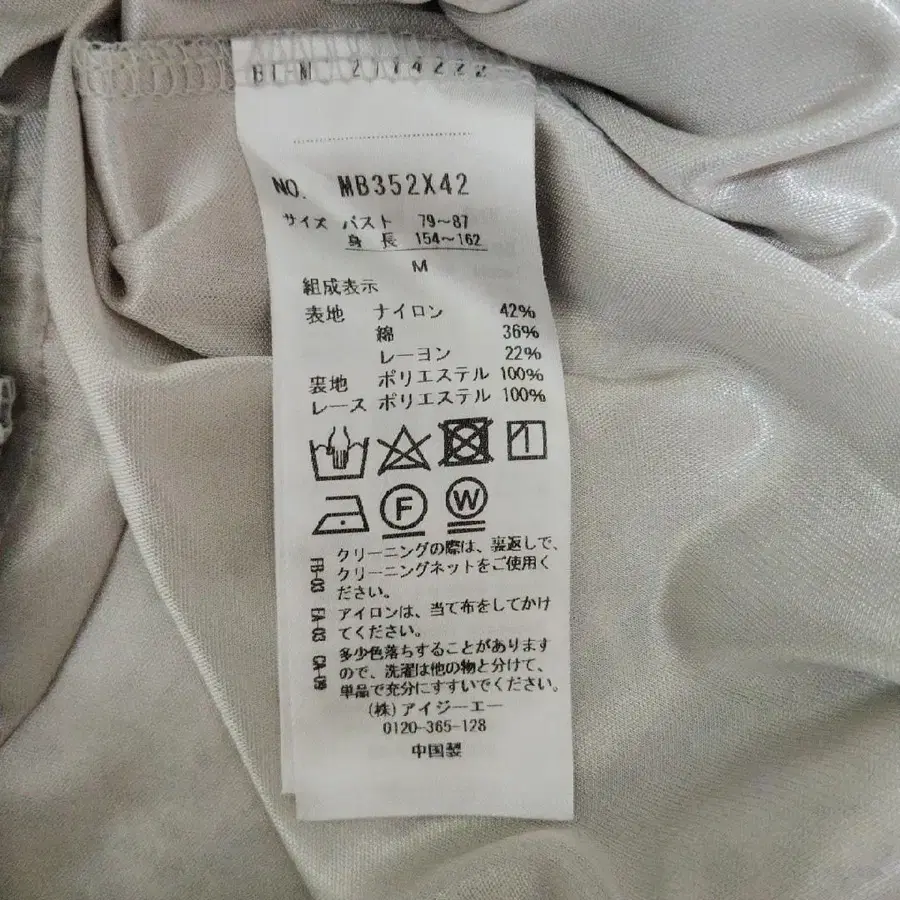 NO. MB352X42
サイズ バスト 79～87
身 長 154～162
M
組成表示
表地 ナイロン 42%
綿 36%
レーヨン 22%
裏地 ポリエステル 100%
レース ポリエステル 100%
F W
クリーニングの際は、裏返しで、
クリーニングネットをご使用く
ださい。
アイロンは、当て布をしてかけ
てください。
多少色落ちすることがあります
ので、洗濯は他の物と分けて、
単品で充分にすすいでください。
FB-03 EA-03 CA-09
(株)アイジーエー
0120-365-128
中国製